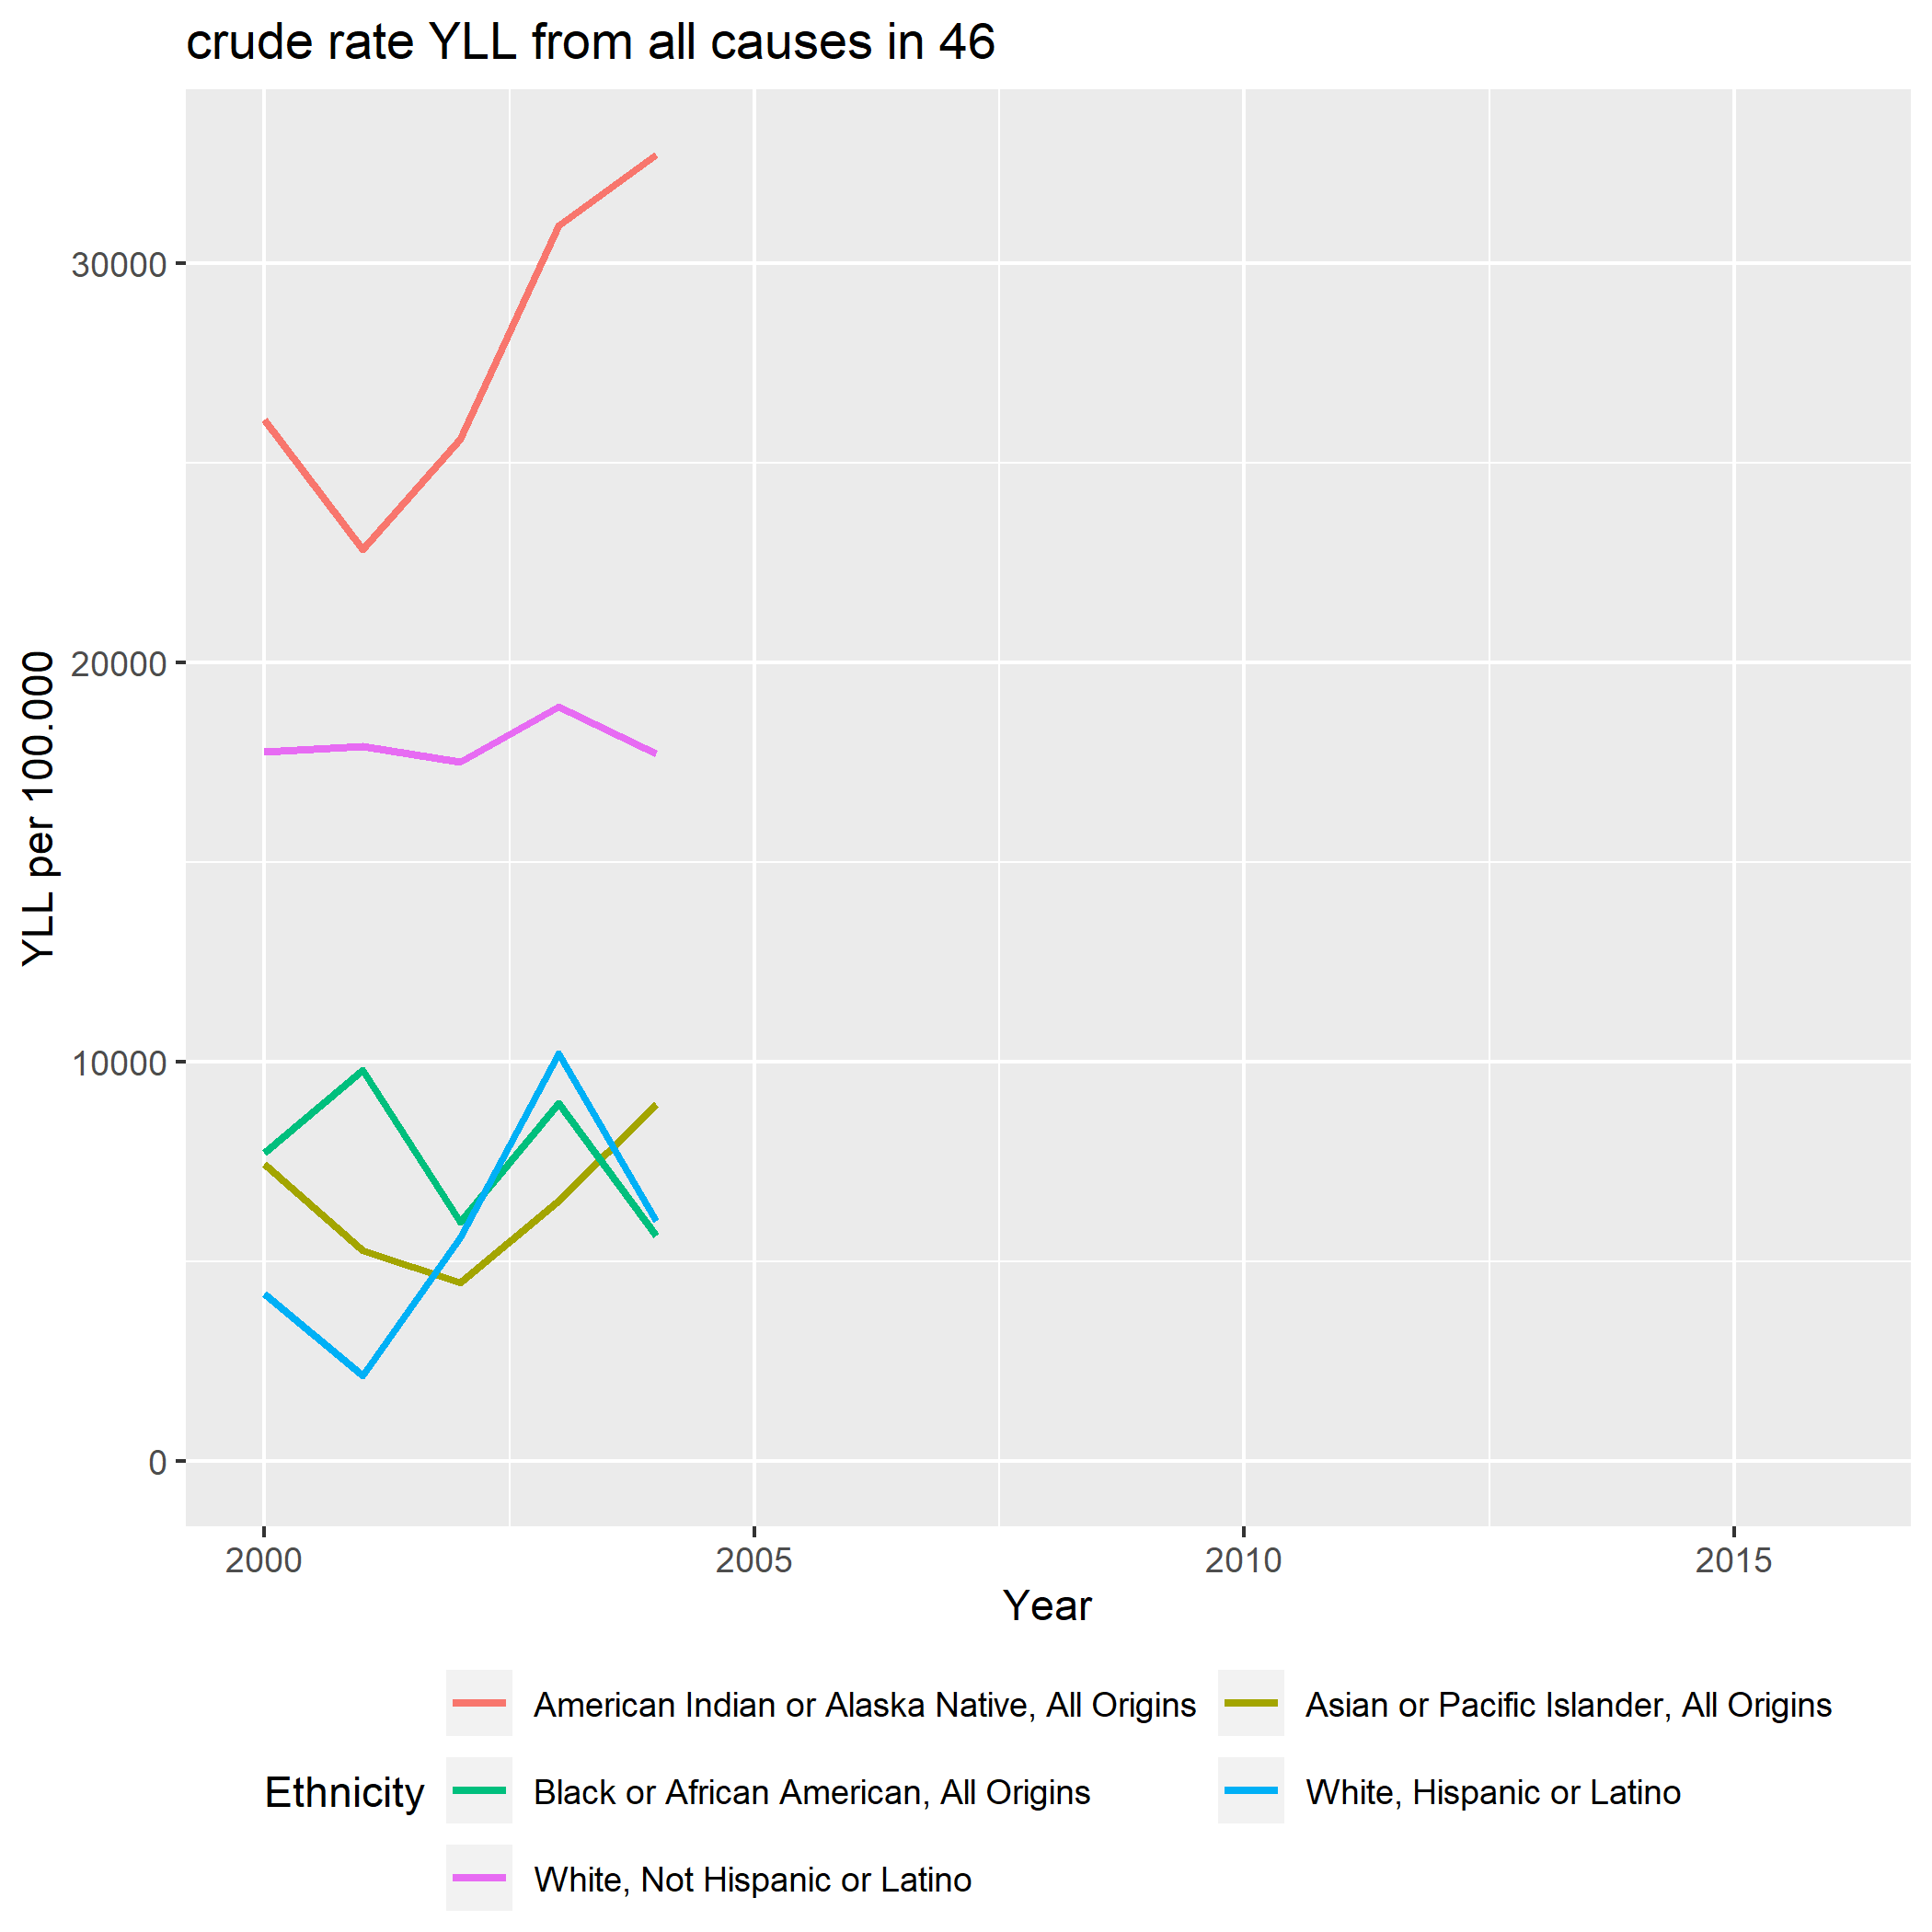 crude rate YLL from all causes in 46
YLL per 100.000
30000
20000
10000
0
2000 2005 2010 2015
Year
Ethnicity
American Indian or Alaska Native, All Origins
Asian or Pacific Islander, All Origins
Black or African American, All Origins
White, Hispanic or Latino
White, Not Hispanic or Latino